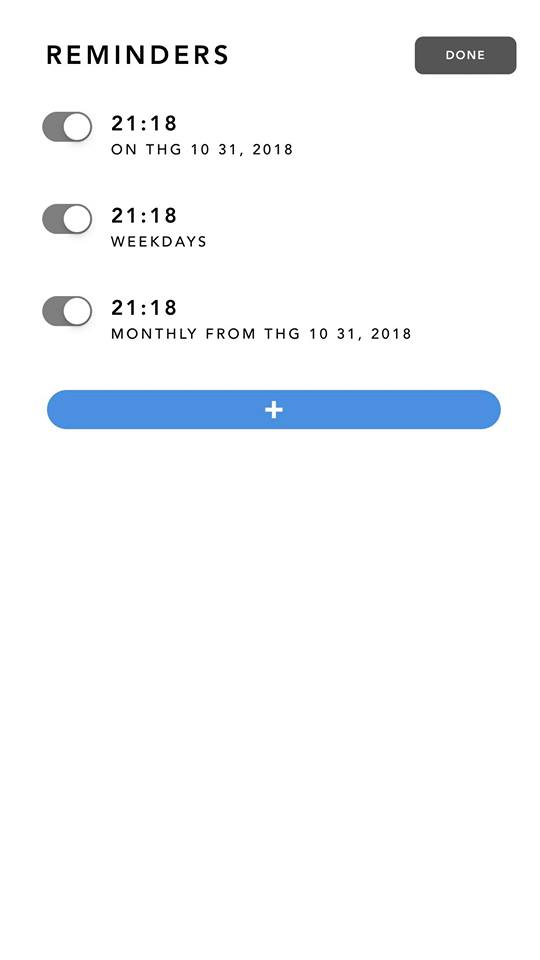 REMINDERS
DONE
21:18
ON THG 10 31, 2018
21:18
WEEKDAYS
21:18
MONTHLY FROM THG 10 31, 2018
+